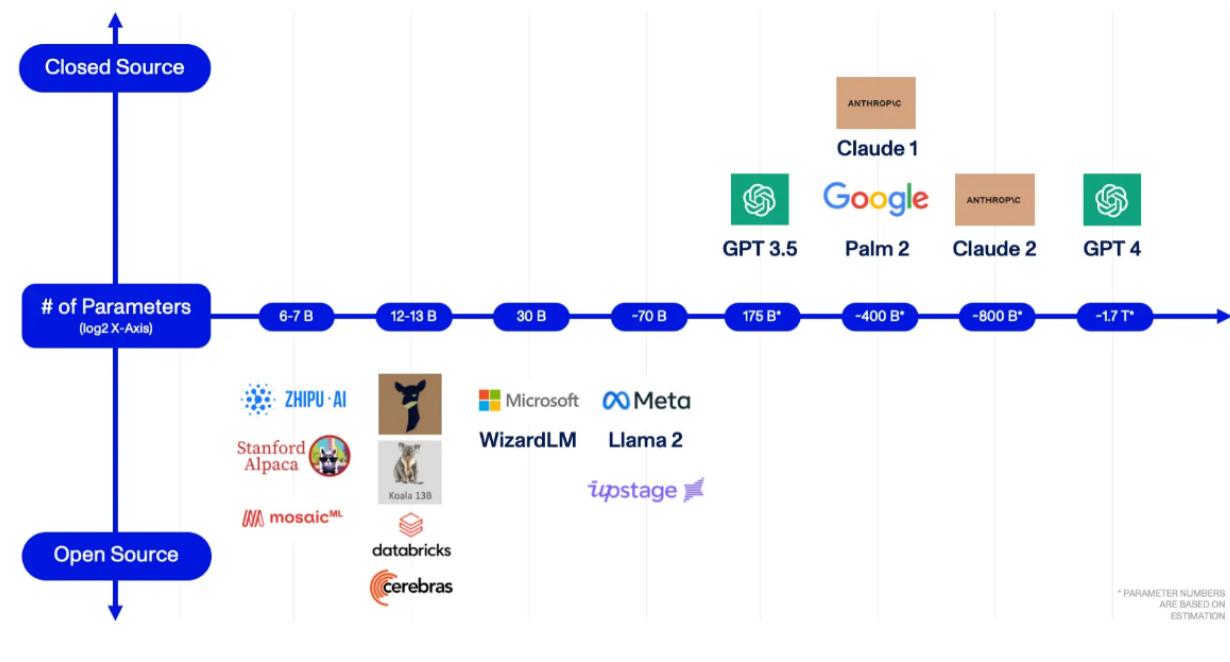 Closed Source
ANTHROP\C
Claude 1
ANTHROP\C
Google
GPT 3.5
Palm 2
Claude 2
GPT 4
# of Parameters
(log2 X-Axis)
6-7 B
12-13 B
30 B
~70 B
175 B*
~400 B*
~800 B*
~1.7 T*
ZHIPU·AI
Microsoft
Meta
WizardLM
Llama 2
Stanford
Alpaca
Koala 13B
upstage
mosaicML
databricks
Open Source
cerebras
* PARAMETER NUMBERS
ARE BASED ON
ESTIMATION